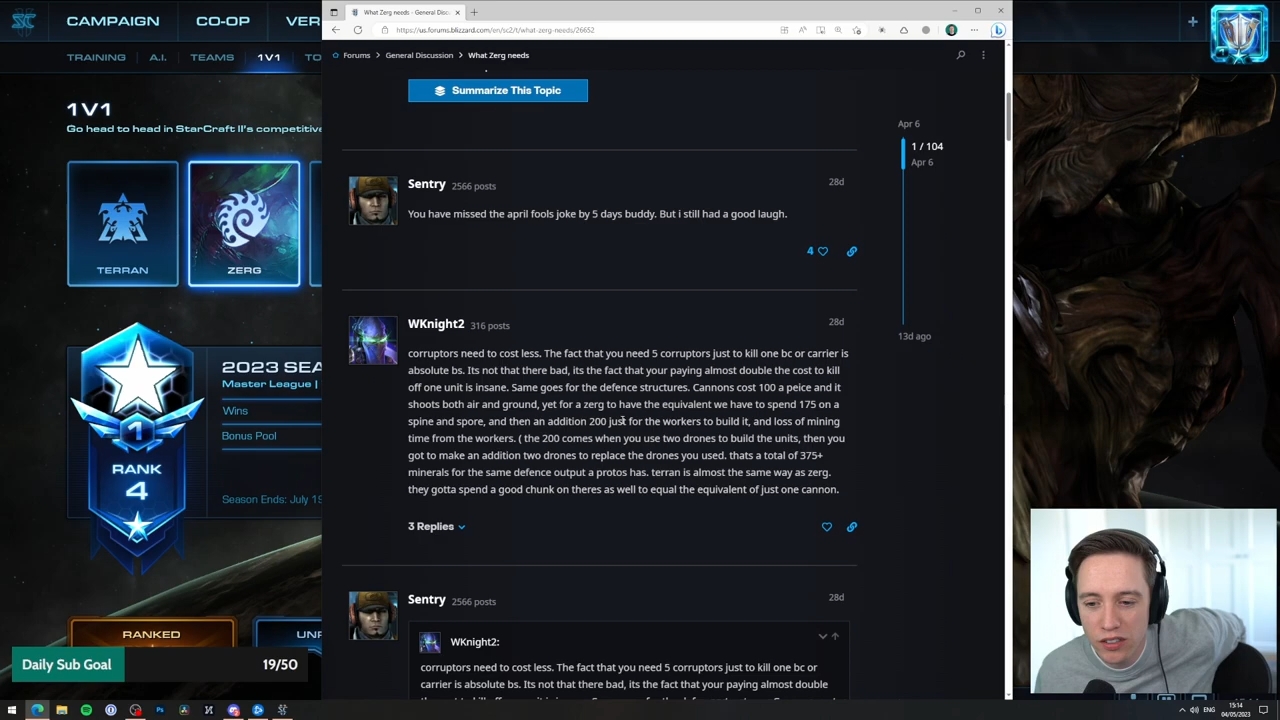 CAMPAIGN
CO-OP
VER
TRAINING
A.I.
TEAMS
1V1
TO
1V1
Go head to head in StarCraft II's competitive
TERRAN
ZERG
2023 SEA
Master League |
Wins
Bonus Pool
1
RANK
4
Season Ends: July 19
RANKED
UNR
Daily Sub Goal
19/50
What Zerg needs - General Disc
https://us.forums.blizzard.com/en/sc2/t/what-zerg-needs/26652
Forums > General Discussion > What Zerg needs
Summarize This Topic
Apr 6
1 / 104
Apr 6
13d ago
Sentry 2566 posts
28d
You have missed the april fools joke by 5 days buddy. But i still had a good laugh.
4
WKnight2 316 posts
28d
corruptors need to cost less. The fact that you need 5 corruptors just to kill one bc or carrier is
absolute bs. Its not that there bad, its the fact that your paying almost double the cost to kill
off one unit is insane. Same goes for the defence structures. Cannons cost 100 a peice and it
shoots both air and ground, yet for a zerg to have the equivalent we have to spend 175 on a
spine and spore, and then an addition 200 just for the workers to build it, and loss of mining
time from the workers. ( the 200 comes when you use two drones to build the units, then you
got to make an addition two drones to replace the drones you used. thats a total of 375+
minerals for the same defence output a protos has. terran is almost the same way as zerg.
they gotta spend a good chunk on theres as well to equal the equivalent of just one cannon.
3 Replies
Sentry 2566 posts
28d
WKnight2:
corruptors need to cost less. The fact that you need 5 corruptors just to kill one bc or
carrier is absolute bs. Its not that there bad, its the fact that your paying almost double
ENG
15:14
04/05/2023